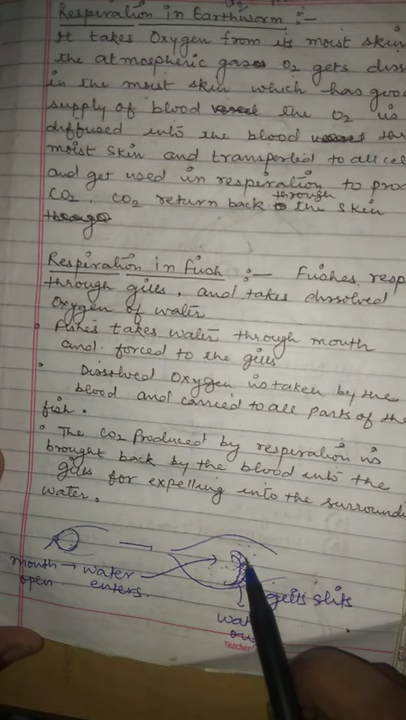 O2
Respiration in Earthworm :-
It takes Oxygen from its moist skin
the atmospheric gases O2 gets diss
in the moist skin which has good
supply of blood the O2 is
diffused into the blood
moist skin and transported to all cel
and get used in respiration to prod
CO2. CO2 return back through the skin
Respiration in Fish :- Fishes resp
through gills, and takes dissolved
Oxygen of water
• Fishes takes water through mouth
and forced to the gills
• Dissolved Oxygen is taken by the
blood and carried to all parts of the
fish.
• The CO2 Produced by respiration is
brought back by the blood into the
gills for expelling into the surroundi
water.
mouth → water
open enters.
gills slits
wat
ou
Teacher